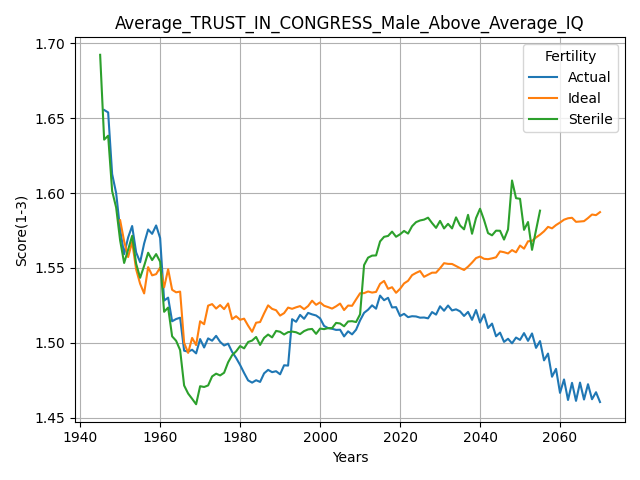 Average_TRUST_IN_CONGRESS_Male_Above_Average_IQ
Fertility
Actual
Ideal
Sterile
Score(1-3)
1.70
1.65
1.60
1.55
1.50
1.45
1940
1960
1980
2000
2020
2040
2060
Years